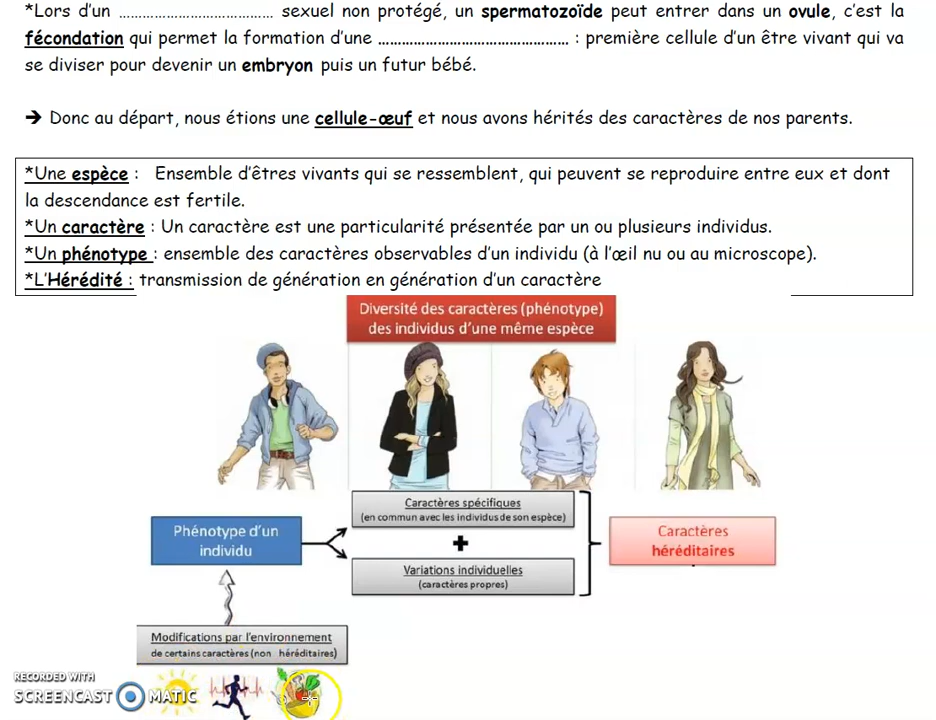 *Lors d'un ………………………………… sexuel non protégé, un spermatozoïde peut entrer dans un ovule, c'est la
fécondation qui permet la formation d'une ………………………………………… : première cellule d'un être vivant qui va
se diviser pour devenir un embryon puis un futur bébé.
➔ Donc au départ, nous étions une cellule-œuf et nous avons hérités des caractères de nos parents.
*Une espèce : Ensemble d'êtres vivants qui se ressemblent, qui peuvent se reproduire entre eux et dont
la descendance est fertile.
*Un caractère : Un caractère est une particularité présentée par un ou plusieurs individus.
*Un phénotype : ensemble des caractères observables d'un individu (à l'œil nu ou au microscope).
*L'Hérédité : transmission de génération en génération d'un caractère
Diversité des caractères (phénotype)
des individus d'une même espèce
Caractères spécifiques
(en commun avec les individus de son espèce)
Phénotype d'un
individu
+
Caractères
héréditaires
Variations individuelles
(caractères propres)
Modifications par l'environnement
de certains caractères (non héréditaires)
RECORDED WITH
SCREENCAST MATIC